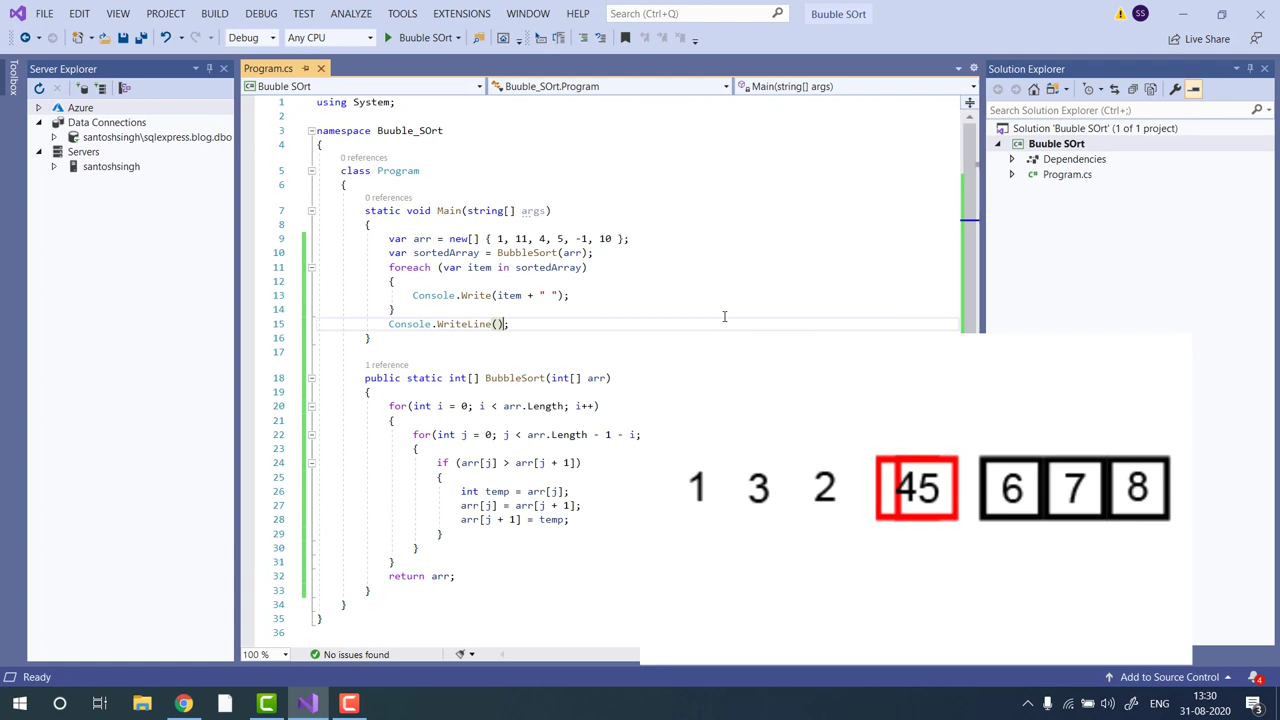 FILE EDIT VIEW PROJECT BUILD DEBUG TEST ANALYZE TOOLS EXTENSIONS WINDOW HELP Search (Ctrl+Q) Buuble SOrt SS
Debug Any CPU Buuble SOrt Live Share
Toolbox
Server Explorer
Azure
Data Connections
santoshsingh\sqlexpress.blog.dbo
Servers
santoshsingh
Program.cs
Buuble SOrt Buuble_SOrt.Program Main(string[] args)
1 using System;
2
3 namespace Buuble_SOrt
4 {
0 references
5 class Program
6 {
0 references
7 static void Main(string[] args)
8 {
9 var arr = new[] { 1, 11, 4, 5, -1, 10 };
10 var sortedArray = BubbleSort(arr);
11 foreach (var item in sortedArray)
12 {
13 Console.Write(item + " ");
14 }
15 Console.WriteLine();
16 }
17
1 reference
18 public static int[] BubbleSort(int[] arr)
19 {
20 for(int i = 0; i < arr.Length; i++)
21 {
22 for(int j = 0; j < arr.Length - 1 - i;
23 {
24 if (arr[j] > arr[j + 1])
25 {
26 int temp = arr[j];
27 arr[j] = arr[j + 1];
28 arr[j + 1] = temp;
29 }
30 }
31 }
32 return arr;
33 }
34 }
35 }
36
1 3 2 45 6 7 8
100 % No issues found
Solution Explorer
Search Solution Explorer (Ctrl+;)
Solution 'Buuble SOrt' (1 of 1 project)
Buuble SOrt
Dependencies
Program.cs
Ready Add to Source Control 4
ENG 13:30
31-08-2020 3